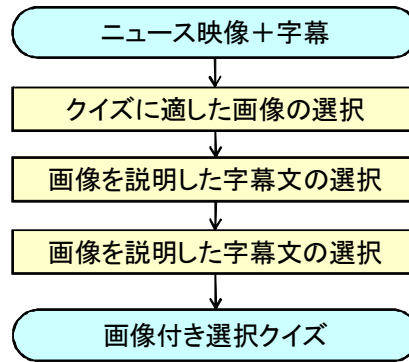 ニュース映像＋字幕
クイズに適した画像の選択
画像を説明した字幕文の選択
画像を説明した字幕文の選択
画像付き選択クイズ